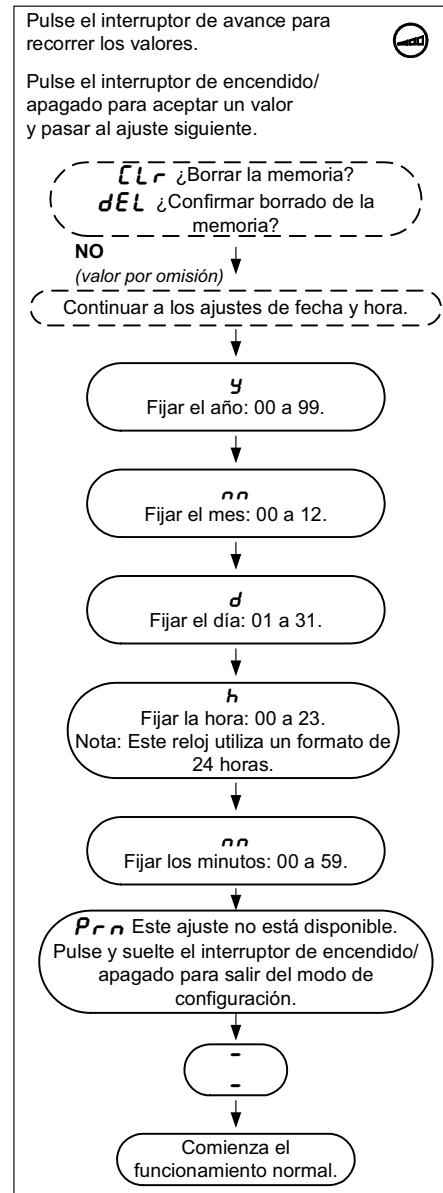 Pulse el interruptor de avance para
recorrer los valores.
Pulse el interruptor de encendido/
apagado para aceptar un valor
y pasar al ajuste siguiente.
CLr ¿Borrar la memoria?
dEL ¿Confirmar borrado de la
memoria?
NO
(valor por omisión)
Continuar a los ajustes de fecha y hora.
y
Fijar el año: 00 a 99.
nn
Fijar el mes: 00 a 12.
d
Fijar el día: 01 a 31.
h
Fijar la hora: 00 a 23.
Nota: Este reloj utiliza un formato de
24 horas.
nn
Fijar los minutos: 00 a 59.
Prn Este ajuste no está disponible.
Pulse y suelte el interruptor de encendido/
apagado para salir del modo de
configuración.
-
-
Comienza el
funcionamiento normal.